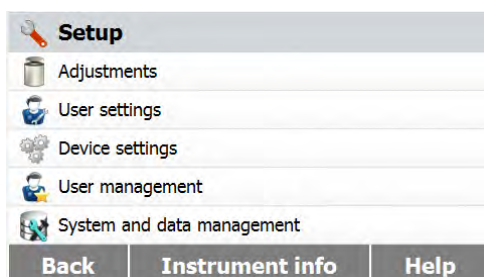 Setup
Adjustments
User settings
Device settings
User management
System and data management
Back Instrument info Help